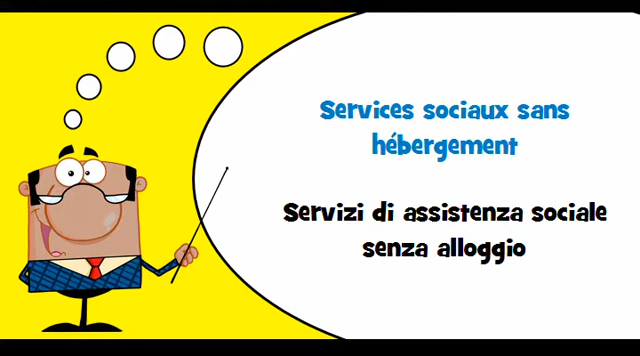 Services sociaux sans
hébergement
Servizi di assistenza sociale
senza alloggio